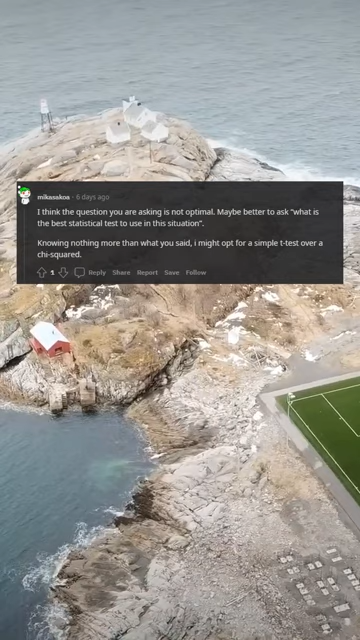 mikasakoa · 6 days ago
I think the question you are asking is not optimal. Maybe better to ask "what is
the best statistical test to use in this situation".
Knowing nothing more than what you said, i might opt for a simple t-test over a
chi-squared.
1 Reply Share Report Save Follow